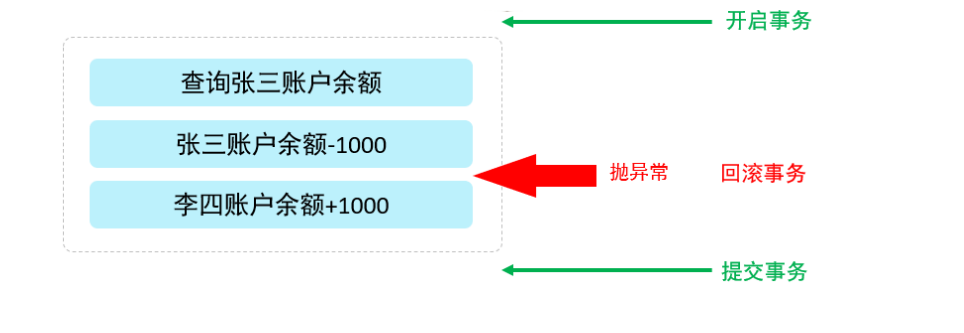 开启事务
查询张三账户余额
张三账户余额-1000
抛异常 回滚事务
李四账户余额+1000
提交事务